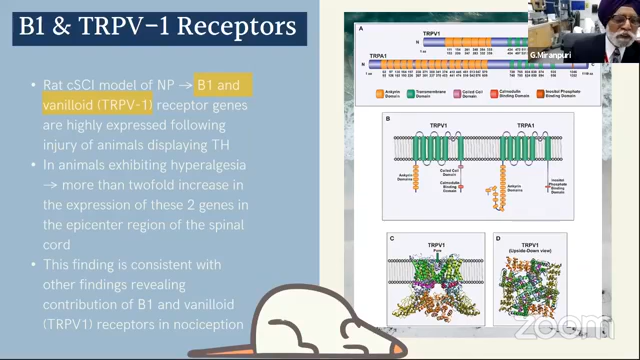 B1 & TRPV-1 Receptors
G.Miranpuri
Rat cSCI model of NP → B1 and
vanilloid (TRPV-1) receptor genes
are highly expressed following
injury of animals displaying TH
In animals exhibiting hyperalgesia
→ more than twofold increase in
the expression of these 2 genes in
the epicenter region of the spinal
cord
This finding is consistent with
other findings revealing
contribution of B1 and vanilloid
(TRPV1) receptors in nociception
A
TRPV1
N
C
TRPA1
N
C
Ankyrin
Domain
Transmembrane
Domain
Coiled Coil
Domain
Calmodulin
Binding Domain
Inositol Phosphate
Binding Domain
B
TRPV1
TRPA1
Ankyrin
Domains
Coiled Coil
Domain
Calmodulin
Binding
Domain
Ankyrin
Domains
Inositol
Phosphate
Binding
Domain
C
TRPV1
Pore
D
TRPV1
(Upside-Down view)
zoom